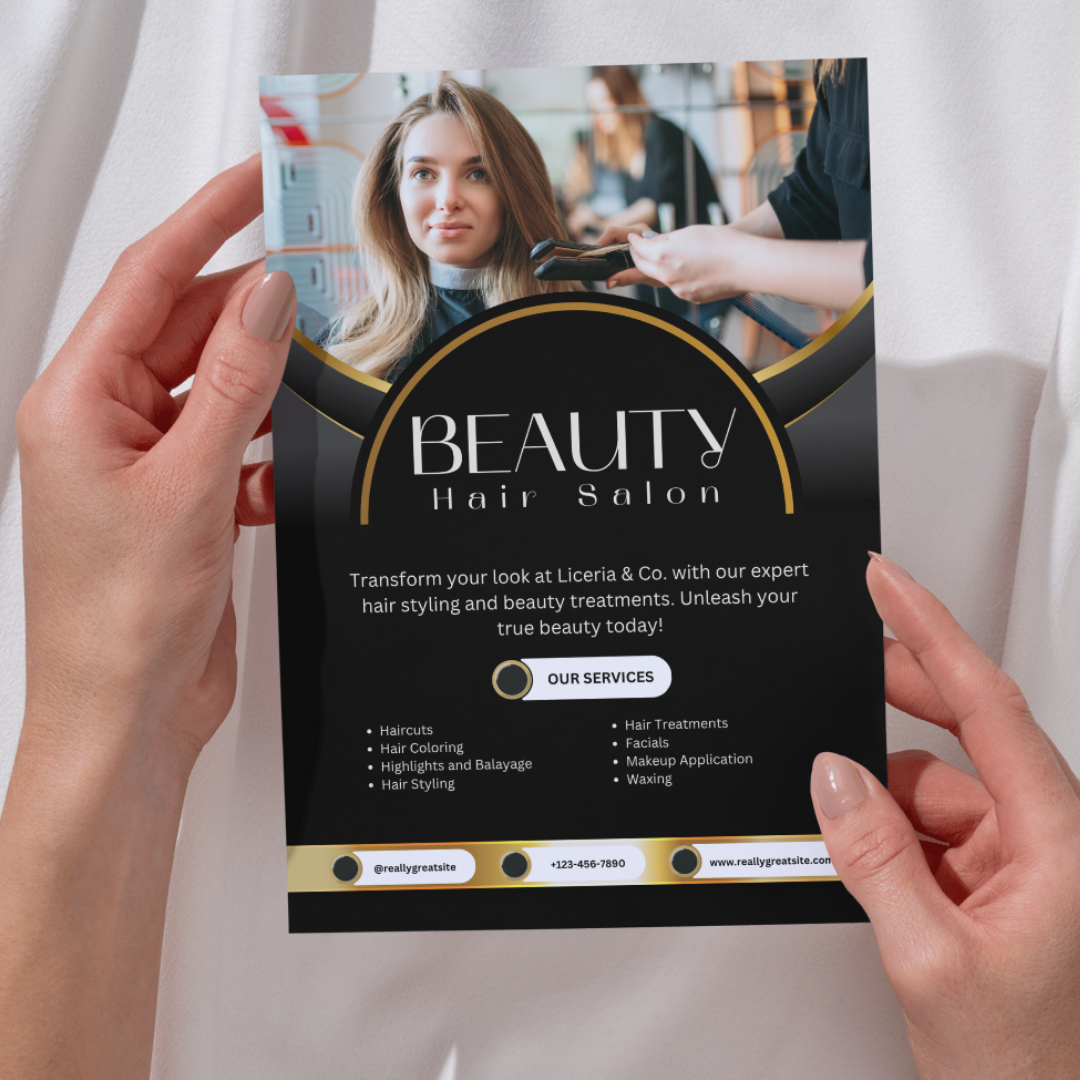 BEAUTY
Hair Salon
Transform your look at Liceria & Co. with our expert
hair styling and beauty treatments. Unleash your
true beauty today!
OUR SERVICES
• Haircuts
• Hair Coloring
• Highlights and Balayage
• Hair Styling
• Hair Treatments
• Facials
• Makeup Application
• Waxing
@reallygreatsite
+123-456-7890
www.reallygreatsite.com